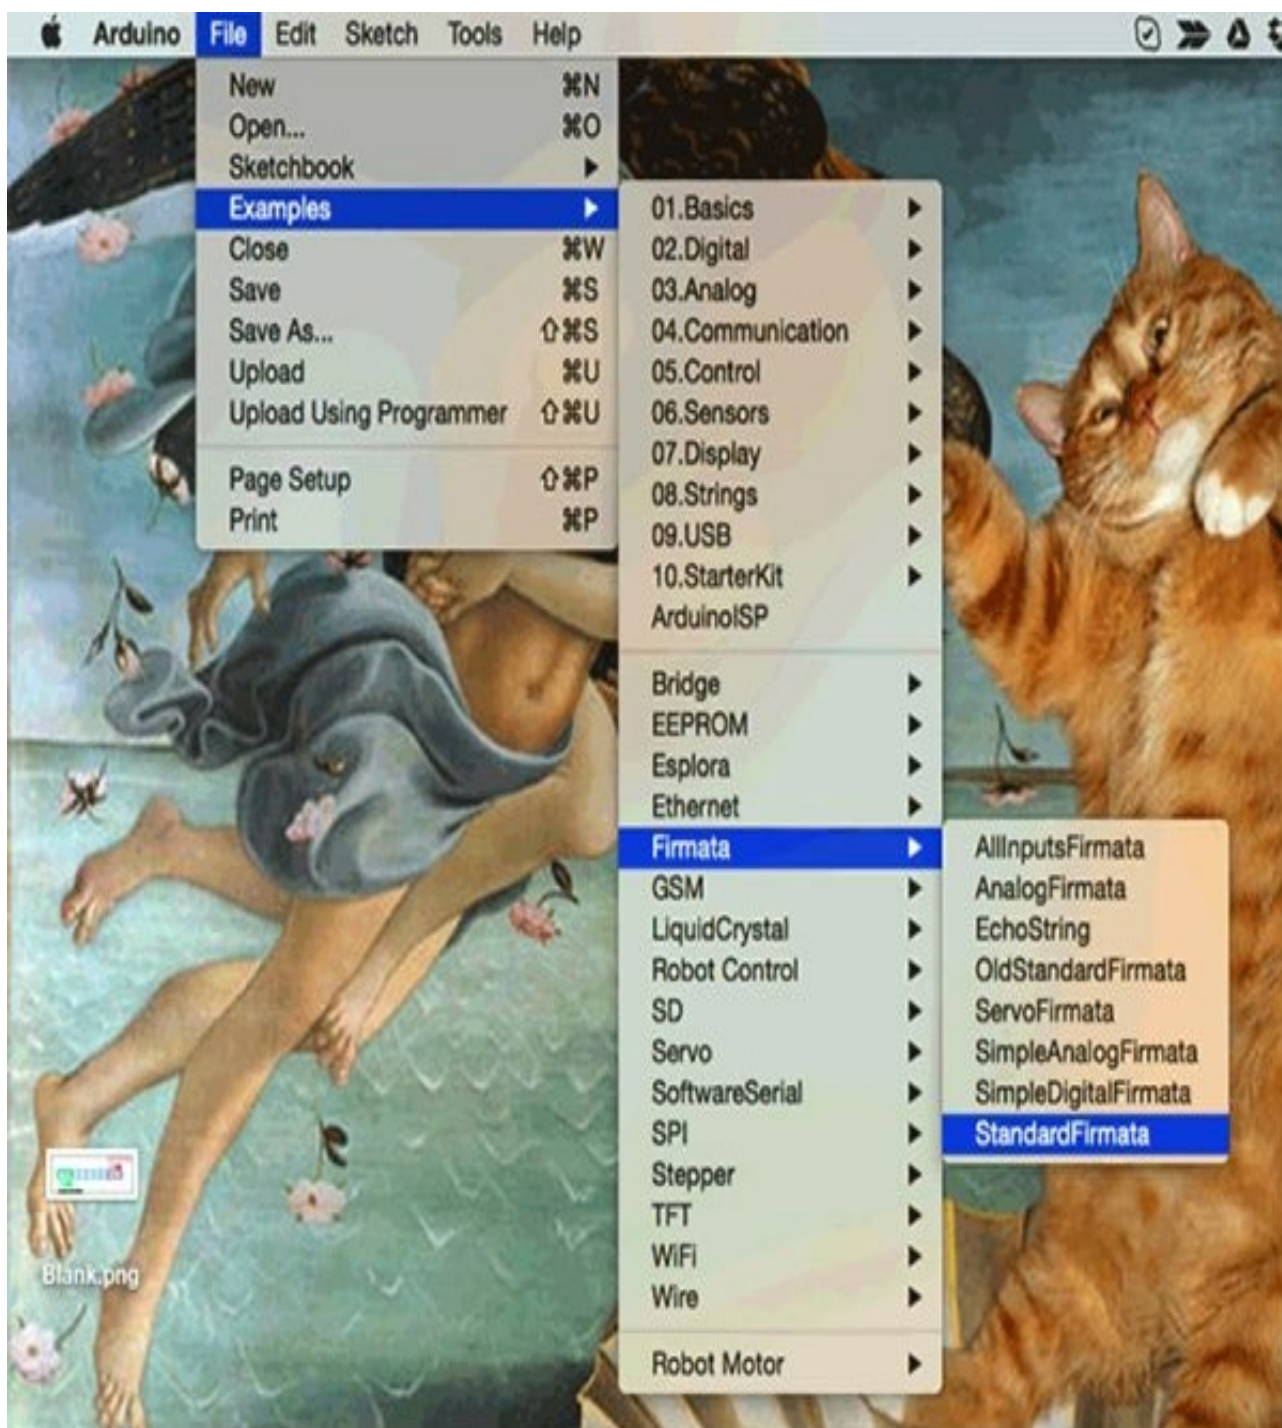 Arduino File Edit Sketch Tools Help
New ⌘N
Open... ⌘O
Sketchbook
Examples
Close ⌘W
Save ⌘S
Save As... ⇧⌘S
Upload ⌘U
Upload Using Programmer ⇧⌘U
Page Setup ⇧⌘P
Print ⌘P
01.Basics
02.Digital
03.Analog
04.Communication
05.Control
06.Sensors
07.Display
08.Strings
09.USB
10.StarterKit
ArduinoISP
Bridge
EEPROM
Esplora
Ethernet
Firmata
GSM
LiquidCrystal
Robot Control
SD
Servo
SoftwareSerial
SPI
Stepper
TFT
WiFi
Wire
Robot Motor
AllInputsFirmata
AnalogFirmata
EchoString
OldStandardFirmata
ServoFirmata
SimpleAnalogFirmata
SimpleDigitalFirmata
StandardFirmata
Blank.png